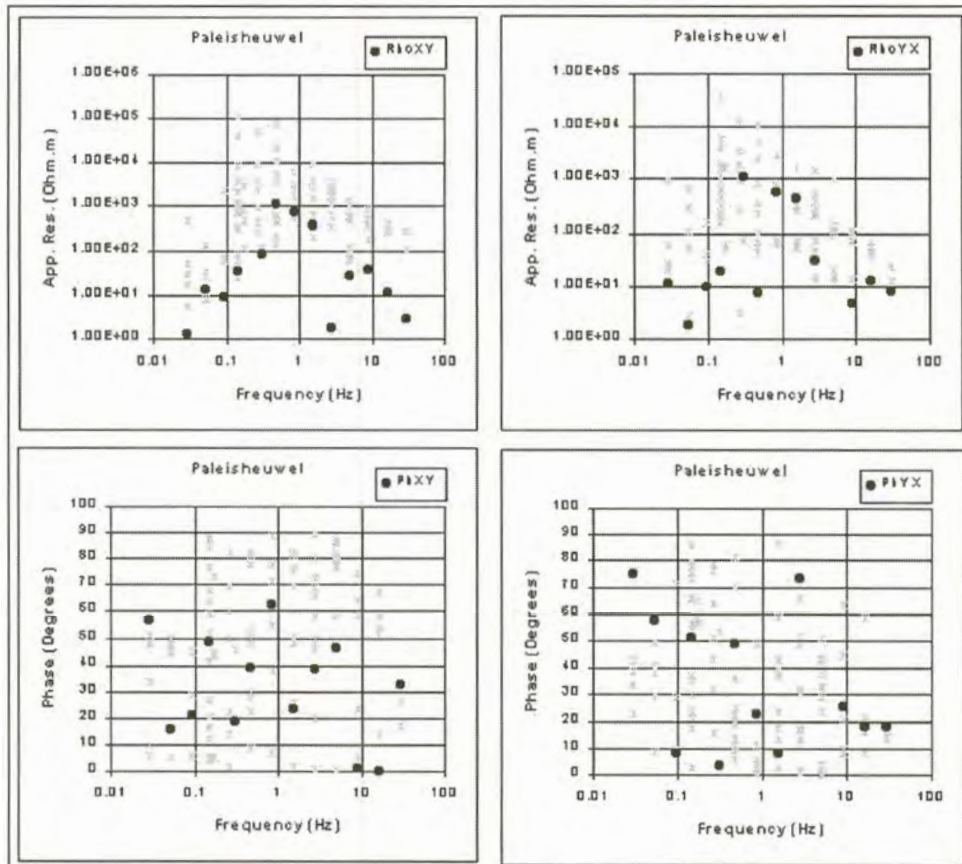 Paleisheuwel
RhoXY
1.00E+06
1.00E+05
1.00E+04
1.00E+03
1.00E+02
1.00E+01
1.00E+00
App. Res. (Ohm.m)
0.01 0.1 1 10 100
Frequency (Hz)
Paleisheuwel
RhoYX
1.00E+05
1.00E+04
1.00E+03
1.00E+02
1.00E+01
1.00E+00
App. Res. (Ohm.m)
0.01 0.1 1 10 100
Frequency (Hz)
Paleisheuwel
PhXY
100
90
80
70
60
50
40
30
20
10
0
Phase (Degrees)
0.01 0.1 1 10 100
Frequency (Hz)
Paleisheuwel
PhYX
100
90
80
70
60
50
40
30
20
10
0
Phase (Degrees)
0.01 0.1 1 10 100
Frequency (Hz)